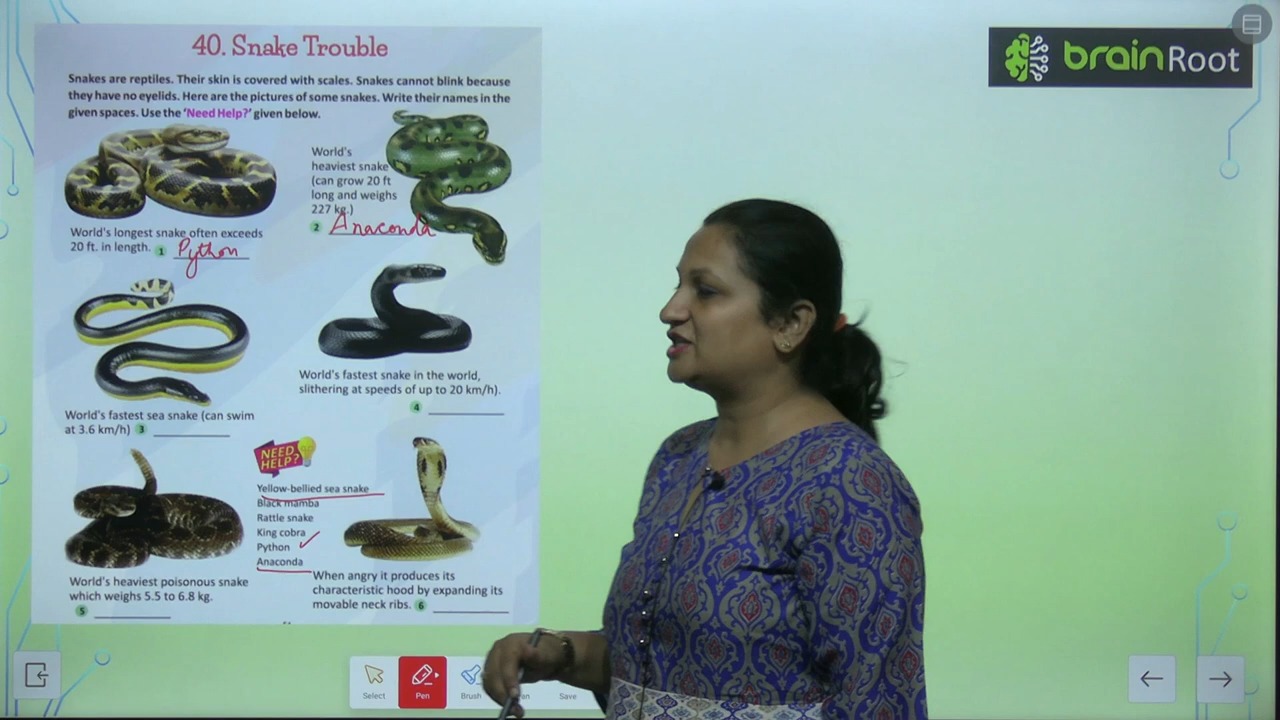 40. Snake Trouble
brainRoot
Snakes are reptiles. Their skin is covered with scales. Snakes cannot blink because
they have no eyelids. Here are the pictures of some snakes. Write their names in the
given spaces. Use the 'Need Help?' given below.
World's
heaviest snake
(can grow 20 ft
long and weighs
227 kg.)
2 Anaconda
World's longest snake often exceeds
20 ft. in length. 1 Python
World's fastest snake in the world,
slithering at speeds of up to 20 km/h).
4
World's fastest sea snake (can swim
at 3.6 km/h) 3
NEED
HELP?
Yellow-bellied sea snake
Black mamba
Rattle snake
King cobra
Python
Anaconda
World's heaviest poisonous snake
which weighs 5.5 to 6.8 kg.
5
When angry it produces its
characteristic hood by expanding its
movable neck ribs. 6
Select
Pen
Brush
Save